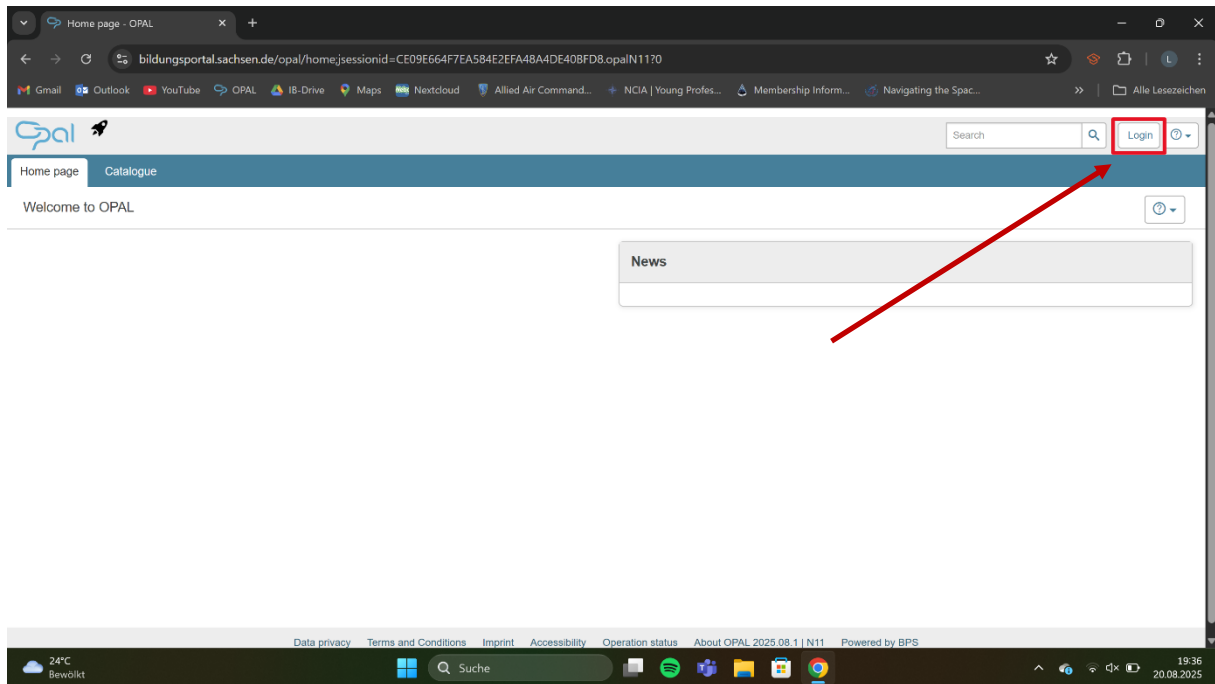 Home page - OPAL
bildungsportal.sachsen.de/opal/home;jsessionid=CE09E664F7EA584E2EFA48A4DE40BFD8.opalN11?0
L
Gmail Outlook YouTube OPAL IB-Drive Maps Nextcloud Allied Air Command... NCIA | Young Profes... Membership Inform... Navigating the Spac... » Alle Lesezeichen
Opal Search Login
Home page Catalogue
Welcome to OPAL
News
Data privacy Terms and Conditions Imprint Accessibility Operation status About OPAL 2025.08.1 | N11 Powered by BPS
24°C
Bewölkt
Suche
19:36
20.08.2025